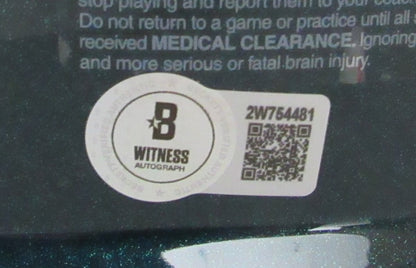 stop playing and report them to your
Do not return to a game or practice until all
received MEDICAL CLEARANCE. Ignoring
and more serious or fatal brain injury.
B
WITNESS
AUTOGRAPH
2W754481